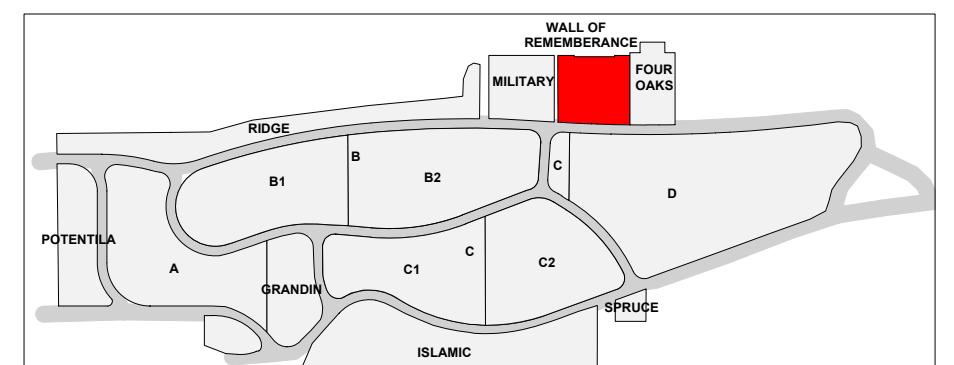 WALL OF
REMEMBERANCE
MILITARY
FOUR
OAKS
RIDGE
B
C
B1
B2
D
POTENTILA
A
C1
C
C2
GRANDIN
SPRUCE
ISLAMIC